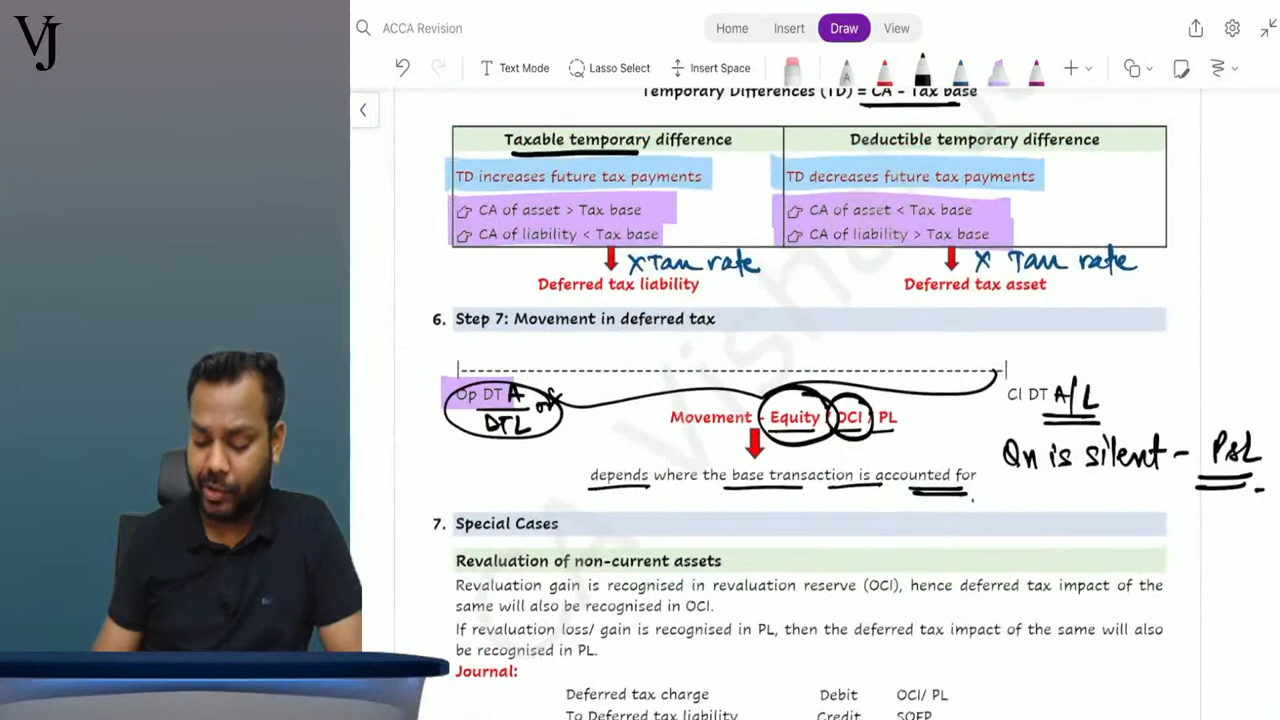 VJ
ACCA Revision
Home Insert Draw View
Text Mode Lasso Select Insert Space
Temporary Differences (TD) = CA - Tax base
Taxable temporary difference Deductible temporary difference
TD increases future tax payments TD decreases future tax payments
CA of asset > Tax base CA of asset < Tax base
CA of liability < Tax base CA of liability > Tax base
X Tax rate X Tax rate
Deferred tax liability Deferred tax asset
6. Step 7: Movement in deferred tax
Op DT A Cl DT A/L
DTL
Movement - Equity / OCI / PL
Qn is silent - P&L
depends where the base transaction is accounted for
7. Special Cases
Revaluation of non-current assets
Revaluation gain is recognised in revaluation reserve (OCI), hence deferred tax impact of the
same will also be recognised in OCI.
If revaluation loss/ gain is recognised in PL, then the deferred tax impact of the same will also
be recognised in PL.
Journal:
Deferred tax charge Debit OCI/ PL
To Deferred tax liability Credit SOFP